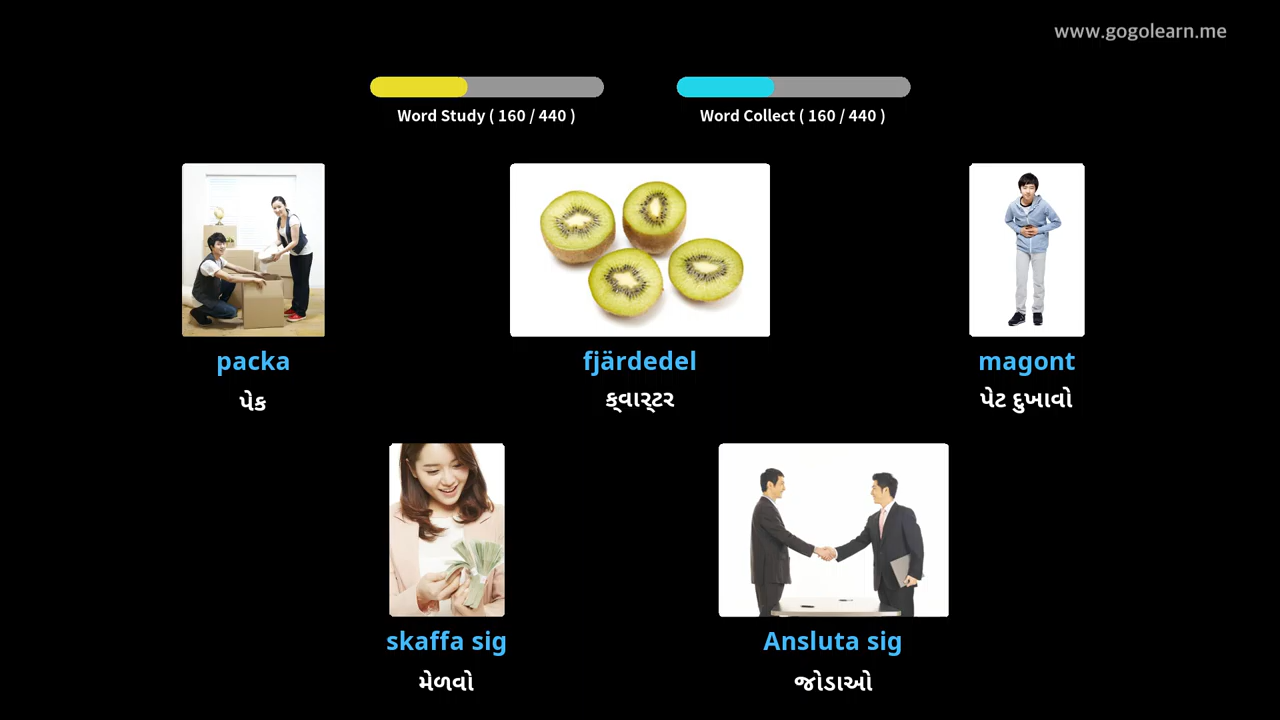 www.gogolearn.me
Word Study ( 160 / 440 )
Word Collect ( 160 / 440 )
packa
પેક
fjärdedel
ક્વાર્ટર
magont
પેટ દુખાવો
skaffa sig
મેળવો
Ansluta sig
જોડાઓ